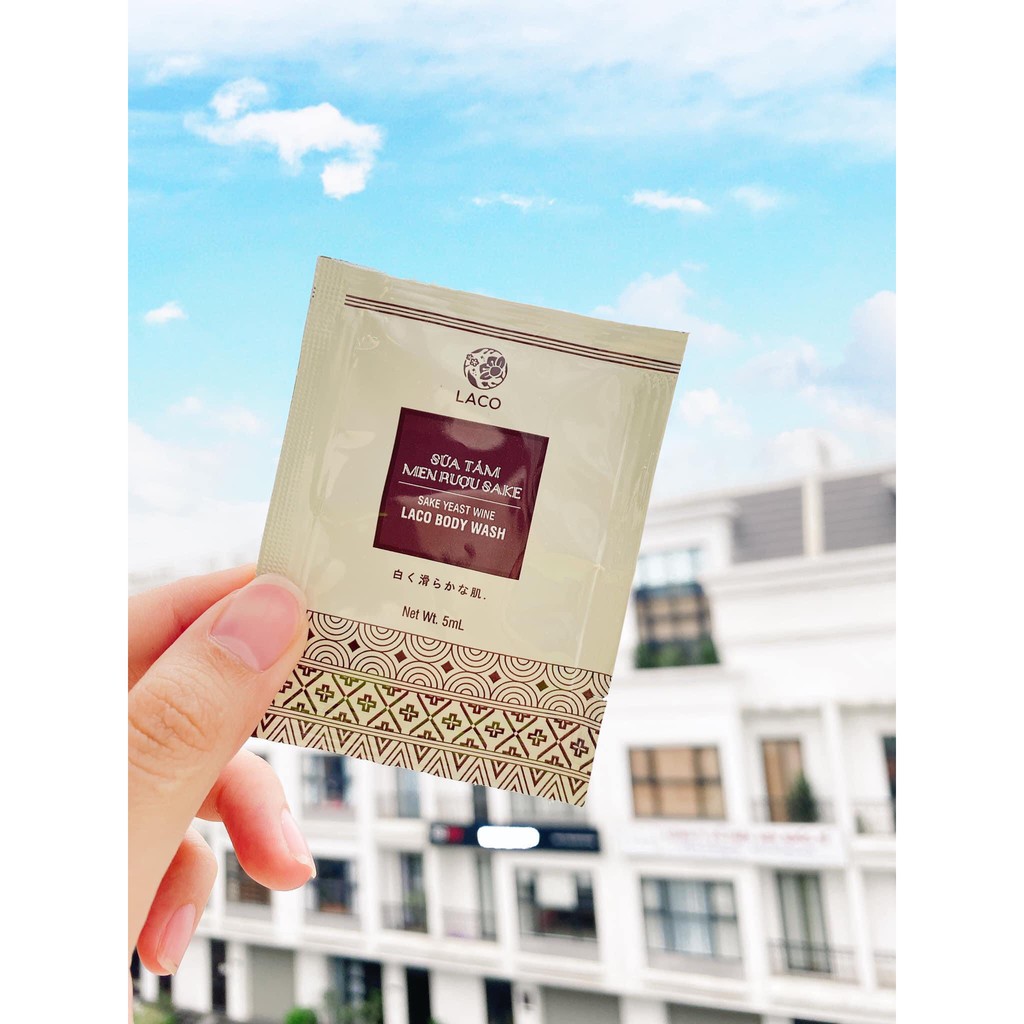 LACO
SỮA TẮM
MEN RƯỢU SAKE
SAKE YEAST WINE
LACO BODY WASH
白く滑らかな肌.
Net Wt. 5mL